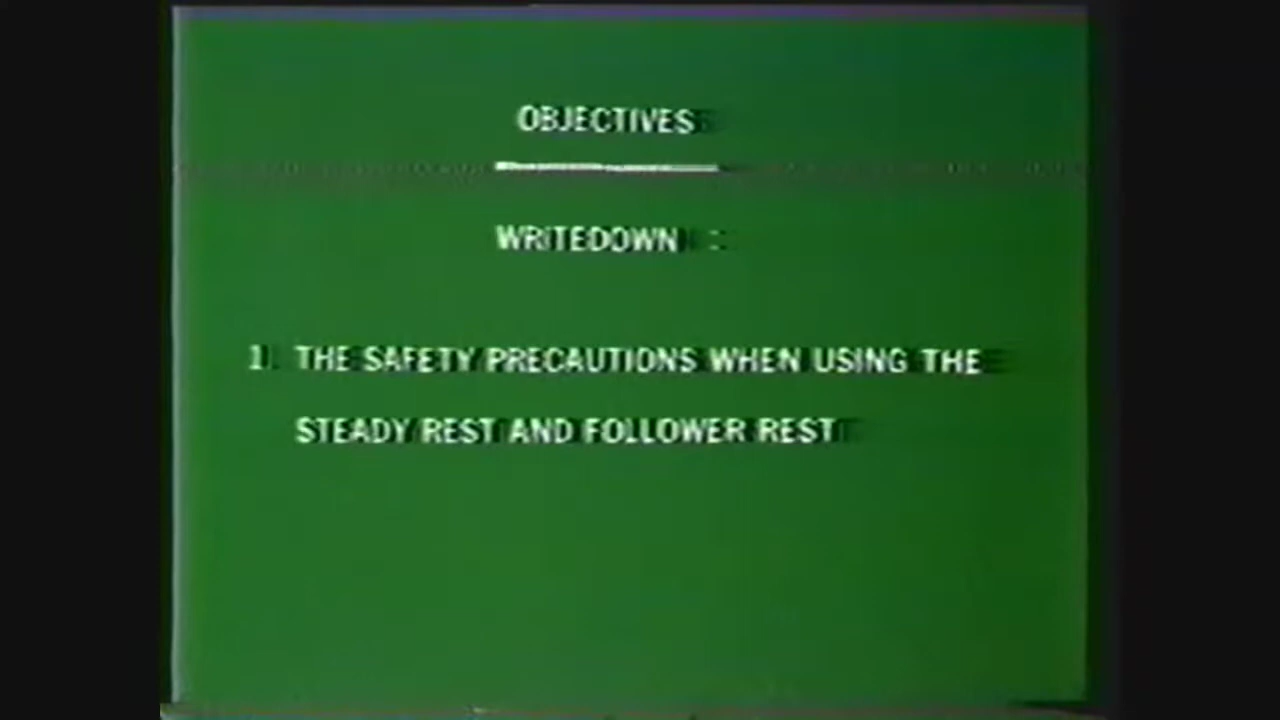 OBJECTIVES
WRITEDOWN :
1. THE SAFETY PRECAUTIONS WHEN USING THE
STEADY REST AND FOLLOWER REST